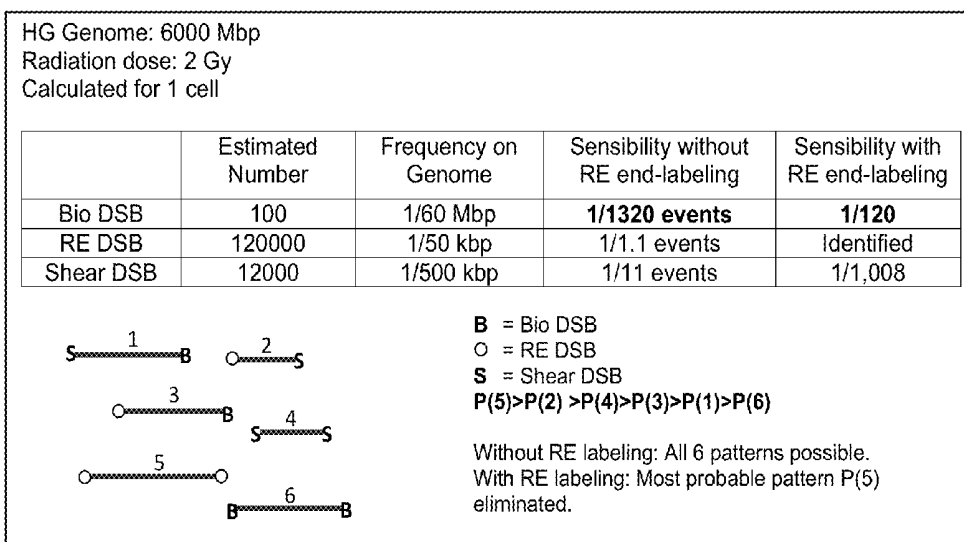 HG Genome: 6000 Mbp
Radiation dose: 2 Gy
Calculated for 1 cell
Estimated Number Frequency on Genome Sensibility without RE end-labeling Sensibility with RE end-labeling
Bio DSB 100 1/60 Mbp 1/1320 events 1/120
RE DSB 120000 1/50 kbp 1/1.1 events Identified
Shear DSB 12000 1/500 kbp 1/11 events 1/1,008
S 1 B
2 S
3 B
S 4 S
5
B 6 B
B = Bio DSB
O = RE DSB
S = Shear DSB
P(5)>P(2) >P(4)>P(3)>P(1)>P(6)
Without RE labeling: All 6 patterns possible.
With RE labeling: Most probable pattern P(5)
eliminated.